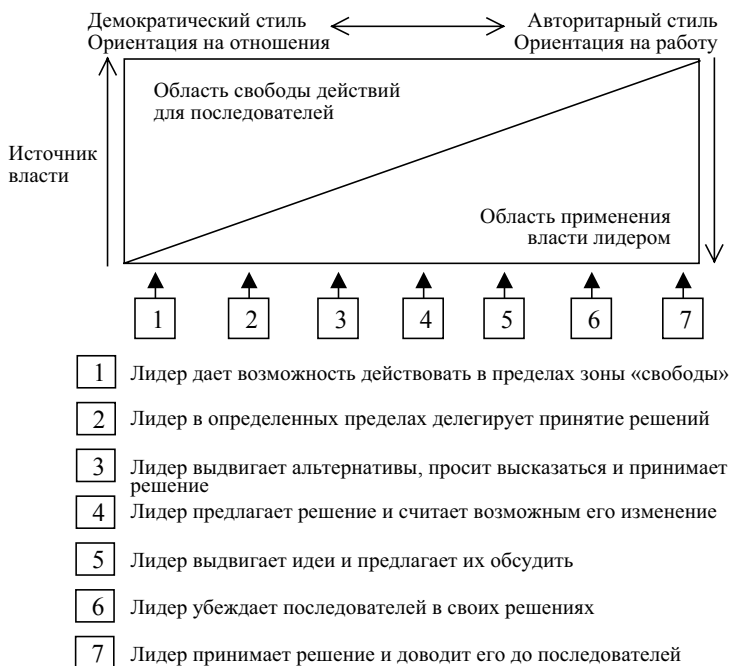 Демократический стиль
Ориентация на отношения
Авторитарный стиль
Ориентация на работу
Область свободы действий
для последователей
Источник
власти
Область применения
власти лидером
1 2 3 4 5 6 7
1 Лидер дает возможность действовать в пределах зоны «свободы»
2 Лидер в определенных пределах делегирует принятие решений
3 Лидер выдвигает альтернативы, просит высказаться и принимает
решение
4 Лидер предлагает решение и считает возможным его изменение
5 Лидер выдвигает идеи и предлагает их обсудить
6 Лидер убеждает последователей в своих решениях
7 Лидер принимает решение и доводит его до последователей